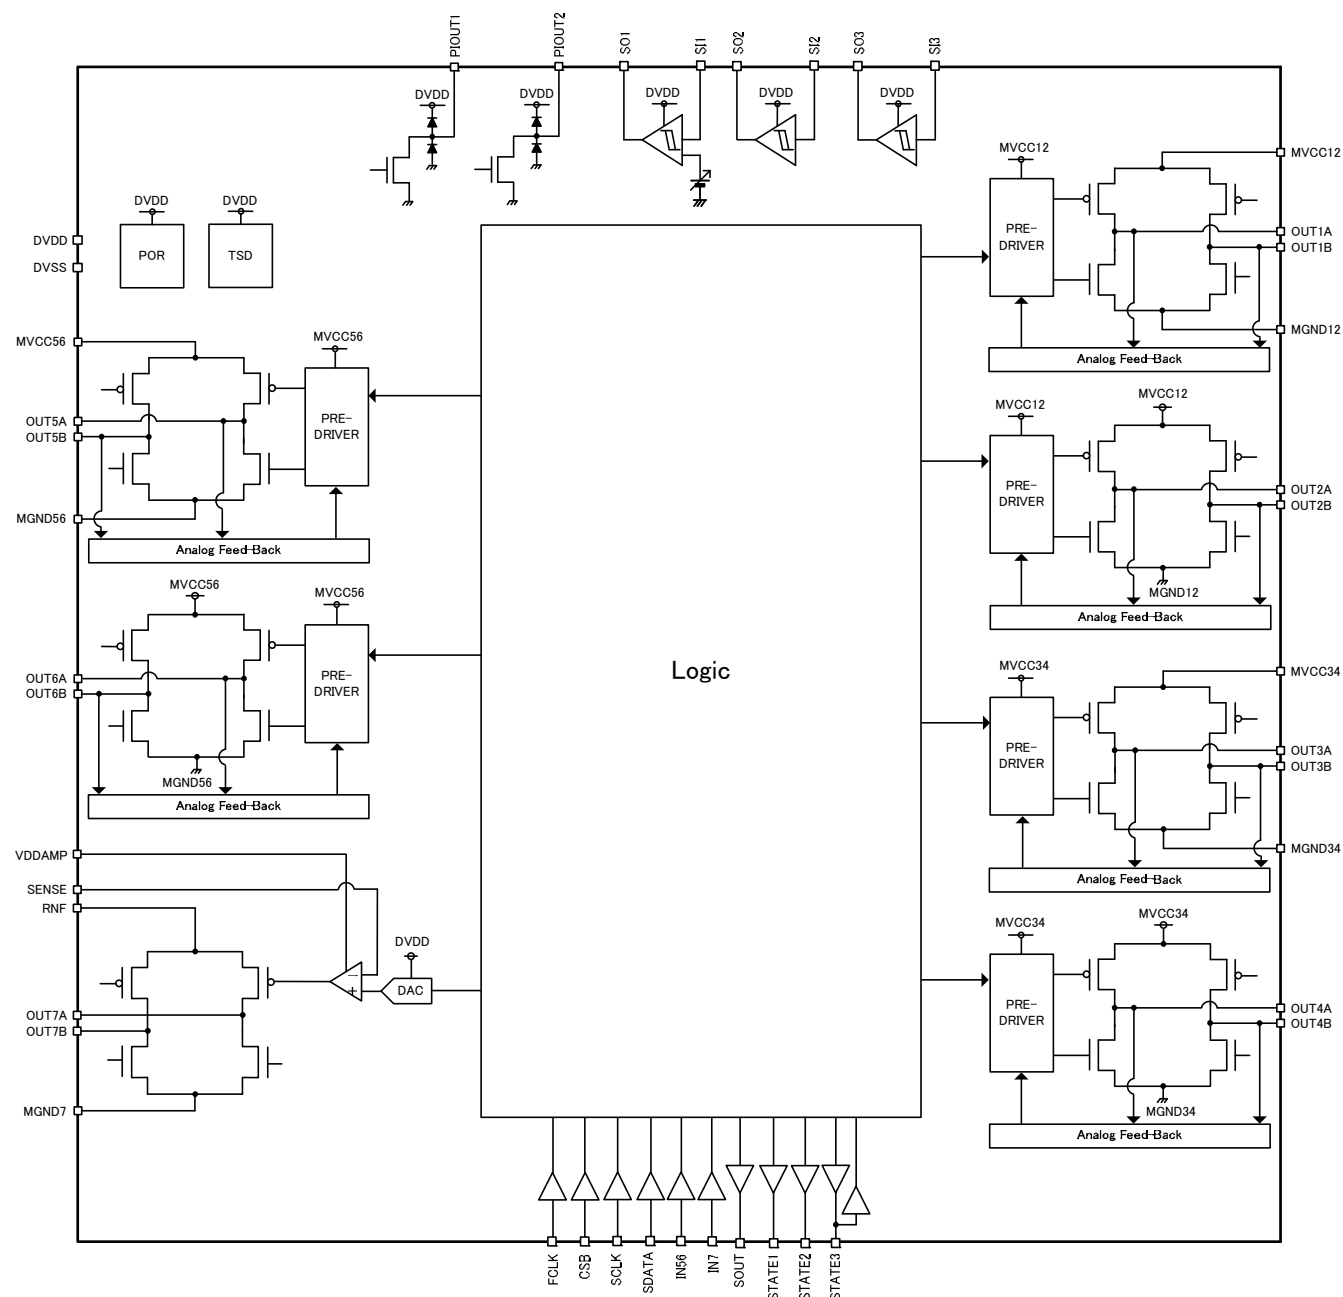 PIOUT1
PIOUT2
SO1
SI1
SO2
SI2
SO3
SI3
DVDD
DVDD
DVDD
DVDD
DVDD
MVCC12
MVCC12
PRE-
DRIVER
OUT1A
OUT1B
MGND12
Analog Feed-Back
DVDD
DVDD
DVDD
DVSS
POR
TSD
MVCC56
MVCC56
PRE-
DRIVER
OUT5A
OUT5B
MGND56
Analog Feed-Back
MVCC12
MVCC12
PRE-
DRIVER
OUT2A
OUT2B
MGND12
Analog Feed-Back
MVCC56
MVCC56
PRE-
DRIVER
OUT6A
OUT6B
MGND56
Analog Feed-Back
Logic
MVCC34
MVCC34
PRE-
DRIVER
OUT3A
OUT3B
MGND34
Analog Feed-Back
VDDAMP
SENSE
RNF
DVDD
DAC
OUT7A
OUT7B
MGND7
MVCC34
MVCC34
PRE-
DRIVER
OUT4A
OUT4B
MGND34
Analog Feed-Back
FCLK
CSB
SCLK
SDATA
IN56
IN7
SOUT
STATE1
STATE2
STATE3